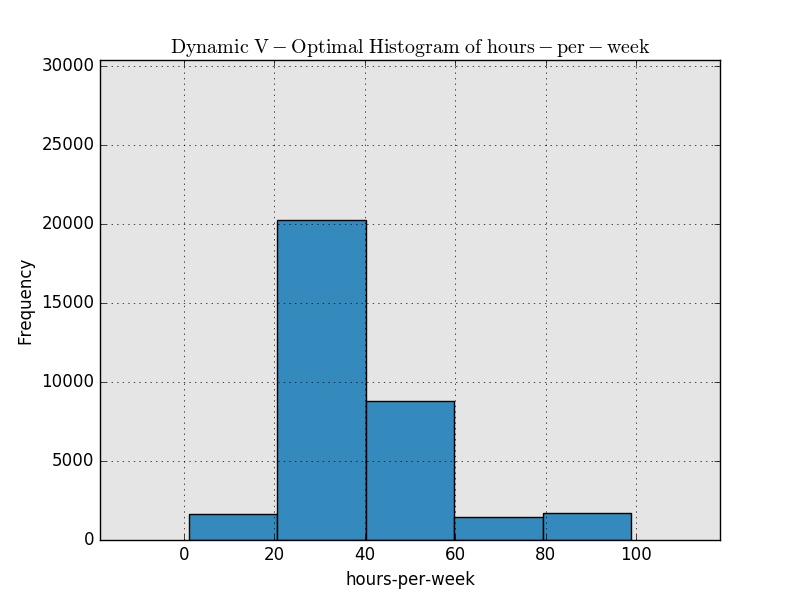 Dynamic V − Optimal Histogram of hours − per − week
30000
25000
20000
15000
10000
5000
0
Frequency
0 20 40 60 80 100
hours-per-week